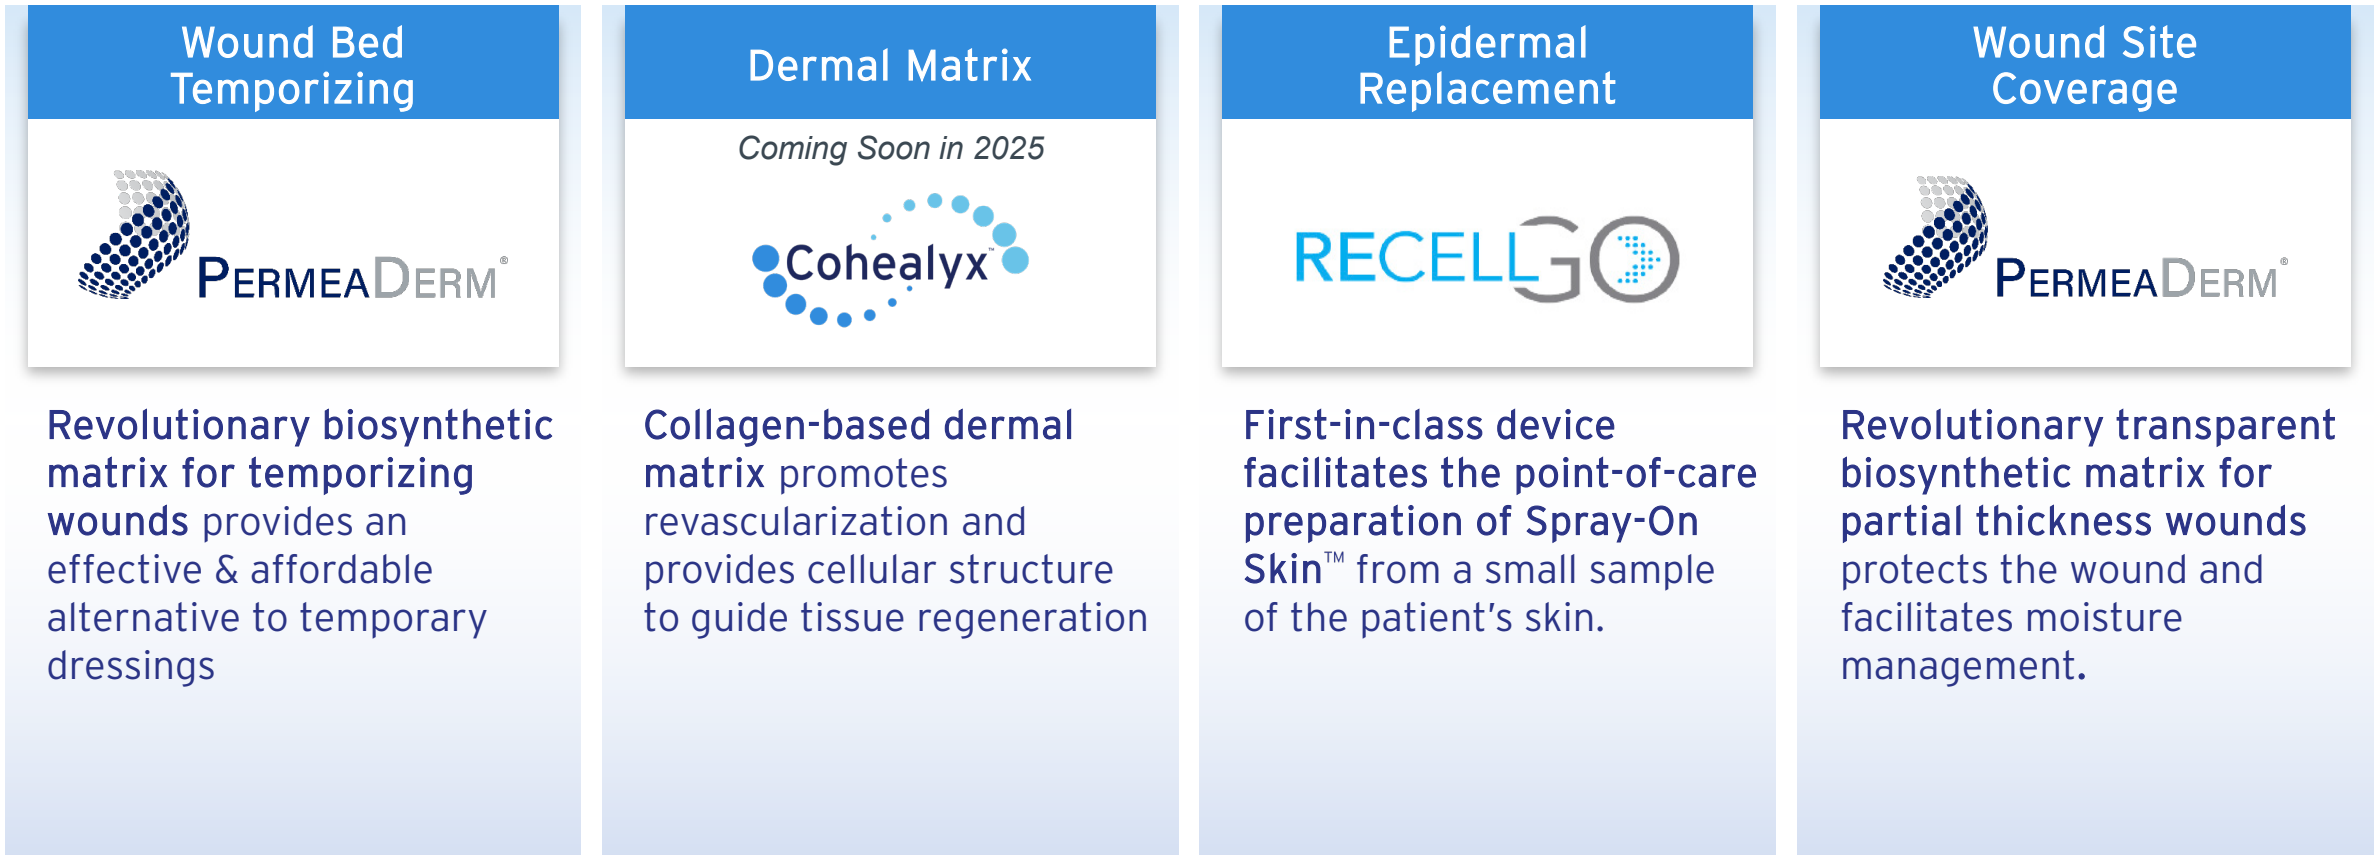 Wound Bed
Temporizing
PERMEADERM®
Revolutionary biosynthetic
matrix for temporizing
wounds provides an
effective & affordable
alternative to temporary
dressings
Dermal Matrix
Coming Soon in 2025
Cohealyx™
Collagen-based dermal
matrix promotes
revascularization and
provides cellular structure
to guide tissue regeneration
Epidermal
Replacement
RECELL GO
First-in-class device
facilitates the point-of-care
preparation of Spray-On
Skin™ from a small sample
of the patient’s skin.
Wound Site
Coverage
PERMEADERM®
Revolutionary transparent
biosynthetic matrix for
partial thickness wounds
protects the wound and
facilitates moisture
management.